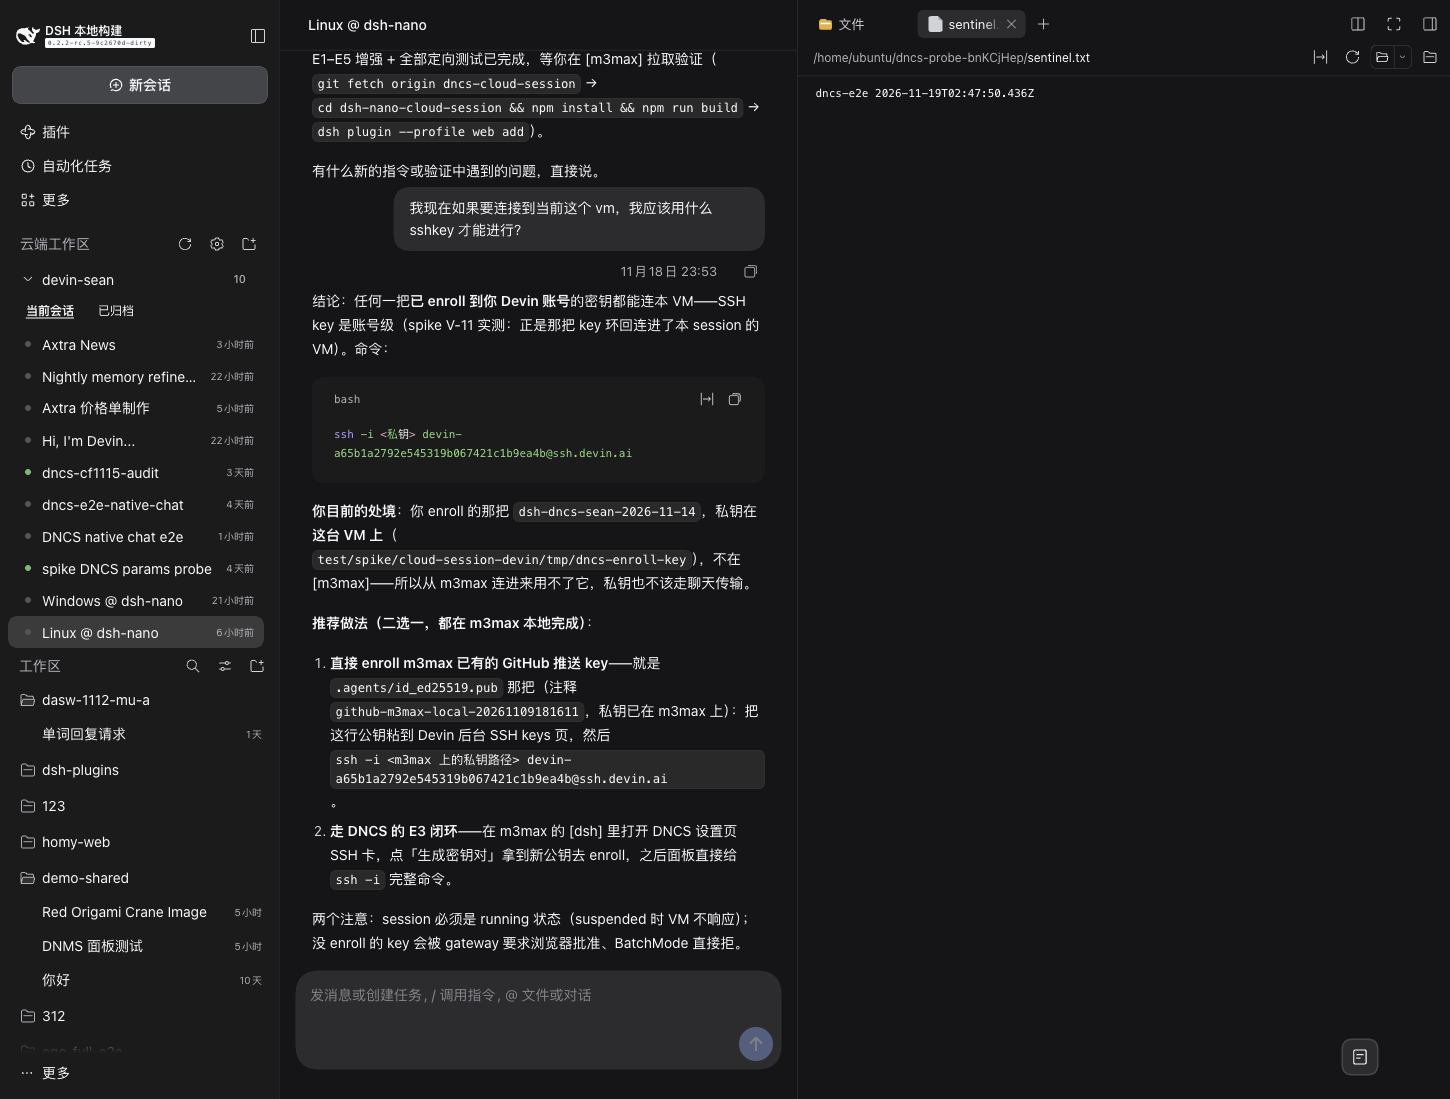 DSH 本地构建
0.2.2-rc.5-9c2670d-dirty
新会话
插件
自动化任务
更多
云端工作区
devin-sean 10
当前会话 已归档
Axtra News 3小时前
Nightly memory refine... 22小时前
Axtra 价格单制作 5小时前
Hi, I'm Devin... 22小时前
dncs-cf1115-audit 3天前
dncs-e2e-native-chat 4天前
DNCS native chat e2e 1小时前
spike DNCS params probe 4天前
Windows @ dsh-nano 21小时前
Linux @ dsh-nano 6小时前
工作区
dasw-1112-mu-a
单词回复请求 1天
dsh-plugins
123
homy-web
demo-shared
Red Origami Crane Image 5小时
DNMS 面板测试 5小时
你好 10天
312
更多
Linux @ dsh-nano
E1–E5 增强 + 全部定向测试已完成，等你在 [m3max] 拉取验证（
git fetch origin dncs-cloud-session →
cd dsh-nano-cloud-session && npm install && npm run build →
dsh plugin --profile web add）。
有什么新的指令或验证中遇到的问题，直接说。
我现在如果要连接到当前这个 vm，我应该用什么
sshkey 才能进行?
11月18日 23:53
结论：任何一把已 enroll 到你 Devin 账号的密钥都能连本 VM——SSH
key 是账号级（spike V-11 实测：正是那把 key 环回连进了本 session 的
VM）。命令：
bash
ssh -i <私钥> devin-
a65b1a2792e545319b067421c1b9ea4b@ssh.devin.ai
你目前的处境：你 enroll 的那把 dsh-dncs-sean-2026-11-14，私钥在
这台 VM 上（
test/spike/cloud-session-devin/tmp/dncs-enroll-key），不在
[m3max]——所以从 m3max 连进来用不了它，私钥也不该走聊天传输。
推荐做法（二选一，都在 m3max 本地完成）：
1. 直接 enroll m3max 已有的 GitHub 推送 key——就是
.agents/id_ed25519.pub 那把（注释
github-m3max-local-20261109181611，私钥已在 m3max 上）：把
这行公钥粘到 Devin 后台 SSH keys 页，然后
ssh -i <m3max 上的私钥路径> devin-
a65b1a2792e545319b067421c1b9ea4b@ssh.devin.ai
。
2. 走 DNCS 的 E3 闭环——在 m3max 的 [dsh] 里打开 DNCS 设置页
SSH 卡，点「生成密钥对」拿到新公钥去 enroll，之后面板直接给
ssh -i 完整命令。
两个注意：session 必须是 running 状态（suspended 时 VM 不响应）；
没 enroll 的 key 会被 gateway 要求浏览器批准、BatchMode 直接拒。
发消息或创建任务, / 调用指令, @ 文件或对话
文件 sentinel.
/home/ubuntu/dncs-probe-bnKCjHep/sentinel.txt
dncs-e2e 2026-11-19T02:47:50.436Z